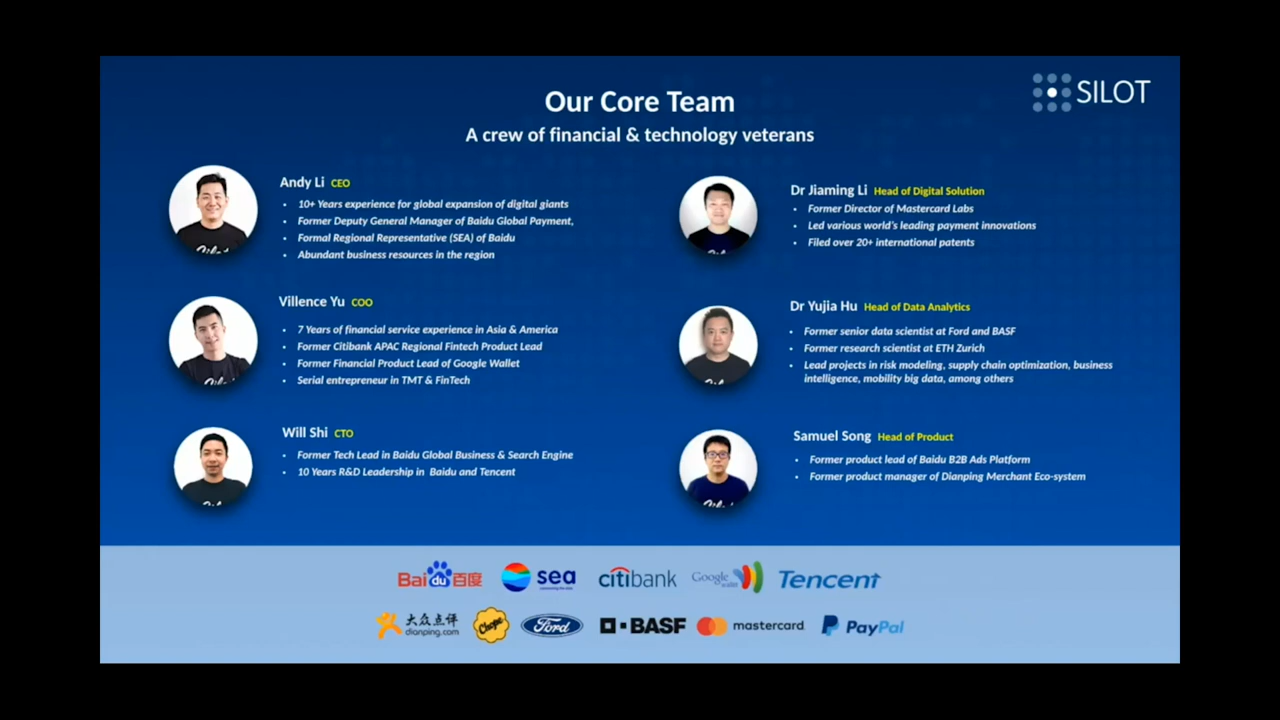 SILOT
Our Core Team
A crew of financial & technology veterans
Andy Li CEO
• 10+ Years experience for global expansion of digital giants
• Former Deputy General Manager of Baidu Global Payment,
• Formal Regional Representative (SEA) of Baidu
• Abundant business resources in the region
Villence Yu COO
• 7 Years of financial service experience in Asia & America
• Former Citibank APAC Regional Fintech Product Lead
• Former Financial Product Lead of Google Wallet
• Serial entrepreneur in TMT & FinTech
Will Shi CTO
• Former Tech Lead in Baidu Global Business & Search Engine
• 10 Years R&D Leadership in Baidu and Tencent
Dr Jiaming Li Head of Digital Solution
• Former Director of Mastercard Labs
• Led various world's leading payment innovations
• Filed over 20+ international patents
Dr Yujia Hu Head of Data Analytics
• Former senior data scientist at Ford and BASF
• Former research scientist at ETH Zurich
• Lead projects in risk modeling, supply chain optimization, business
intelligence, mobility big data, among others
Samuel Song Head of Product
• Former product lead of Baidu B2B Ads Platform
• Former product manager of Dianping Merchant Eco-system
Bai du 百度 sea citibank Google wallet Tencent
大众点评
dianping.com Chope Ford BASF mastercard PayPal